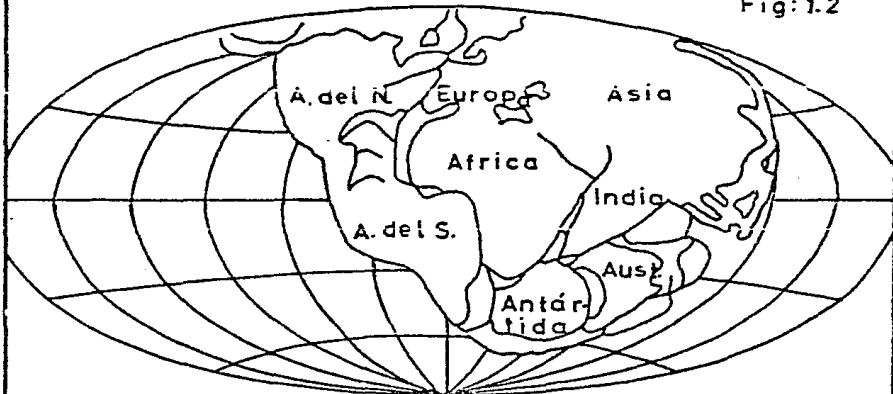 Fig:1.2
A. del N.
Europa
Asia
Africa
India
A. del S.
Aust.
Antár-
tida